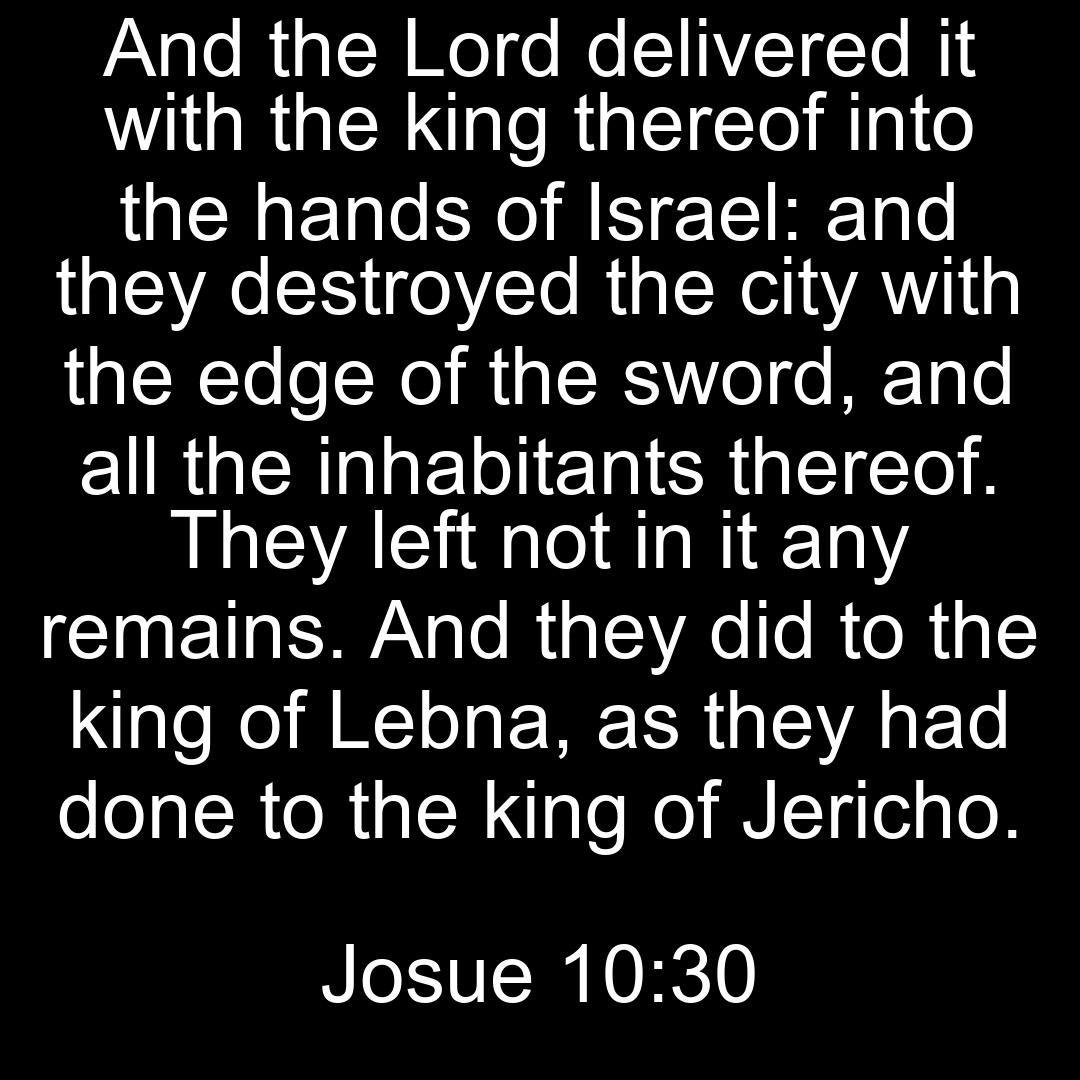 And the Lord delivered it
with the king thereof into
the hands of Israel: and
they destroyed the city with
the edge of the sword, and
all the inhabitants thereof.
They left not in it any
remains. And they did to the
king of Lebna, as they had
done to the king of Jericho.
Josue 10:30